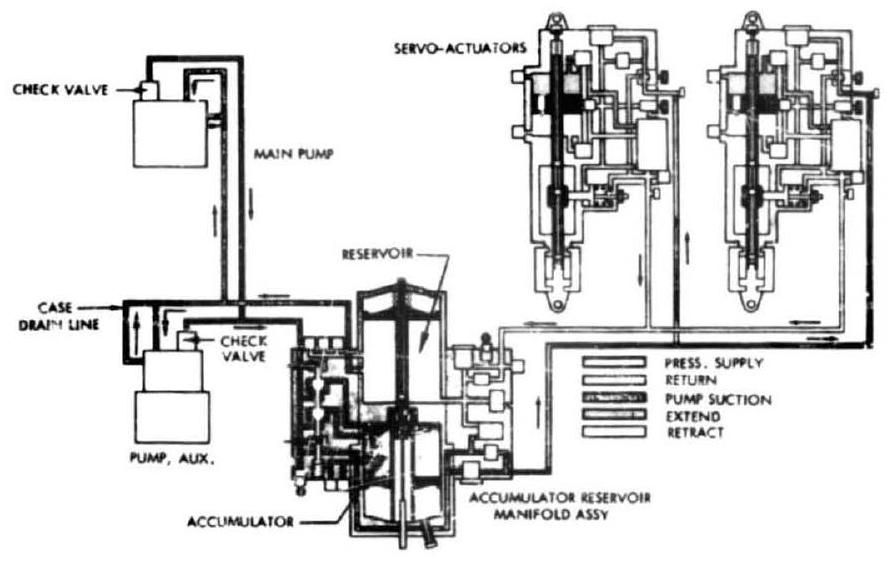 SERVO-ACTUATORS
CHECK VALVE
MAIN PUMP
RESERVOIR
CASE
DRAIN LINE
CHECK
VALVE
PRESS. SUPPLY
RETURN
PUMP SUCTION
EXTEND
RETRACT
PUMP, AUX.
ACCUMULATOR RESERVOIR
MANIFOLD ASSY
ACCUMULATOR